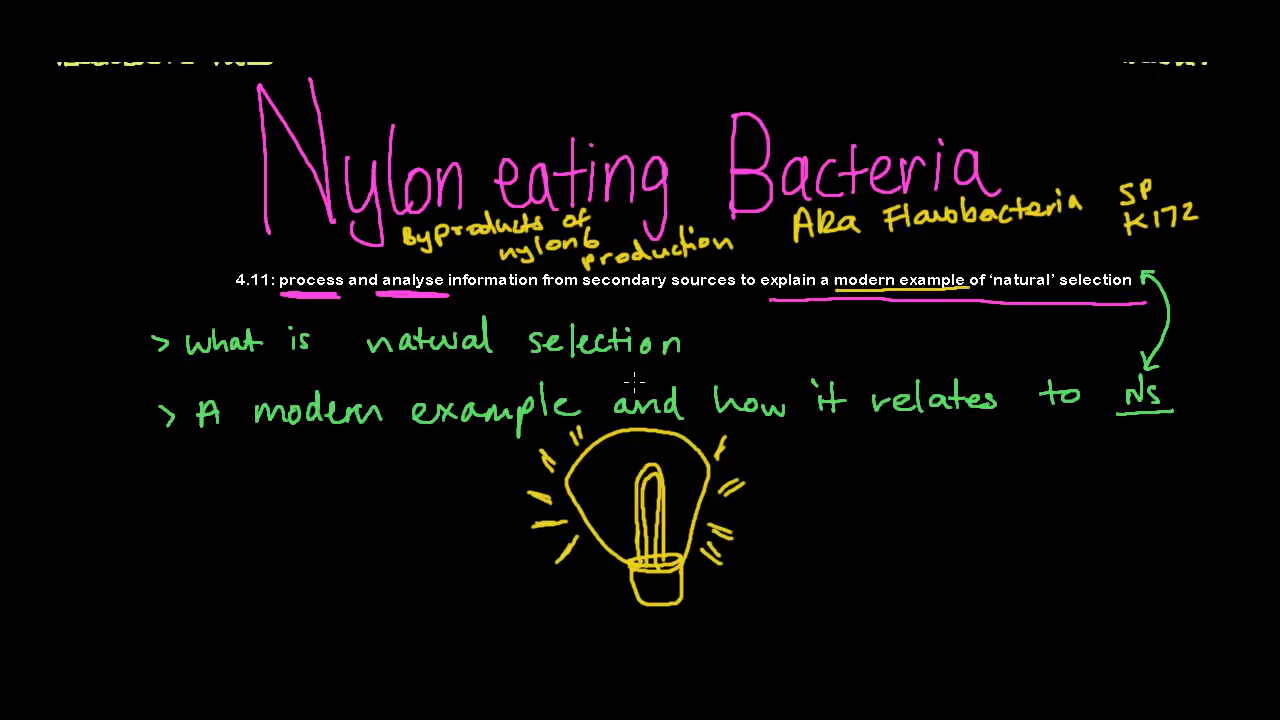 Nylon eating Bacteria
Byproducts of
nylon6
production
AKa Flavobacteria
SP
K172
4.11: process and analyse information from secondary sources to explain a modern example of ‘natural’ selection
> what is natural selection
> A modern example and how it relates to NS